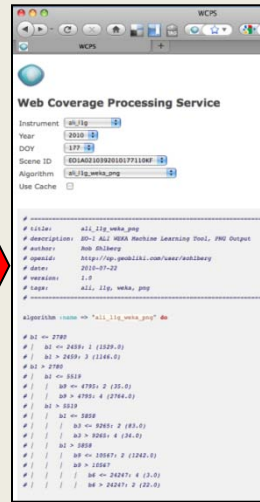 WCPS
WCPS
Web Coverage Processing Service
Instrument ali_l1g
Year 2010
DOY 177
Scene ID EO1A0210392010177110KF
Algorithm ali_l1g_weka_png
Use Cache
# title: ali_l1g_weka_png
# description: EO-1 ALI WEKA Machine Learning Tool, PNG Output
# author: Rob Sohlberg
# openid: http://op.geobliki.com/user/sohlberg
# date: 2010-07-22
# version: 1.0
# tags: ali, l1g, weka, png
algorithm :name => "ali_l1g_weka_png" do
# b1 <= 2780
# | b1 <= 2459: 1 (1529.0)
# | b1 > 2459: 3 (1146.0)
# b1 > 2780
# | b1 <= 5519
# | | b9 <= 4795: 2 (35.0)
# | | b9 > 4795: 4 (2764.0)
# | b1 > 5519
# | | b1 <= 5858
# | | | b3 <= 9265: 2 (83.0)
# | | | b3 > 9265: 4 (36.0)
# | | b1 > 5858
# | | | b9 <= 10567: 2 (1242.0)
# | | | b9 > 10567
# | | | | b6 <= 24247: 4 (3.0)
# | | | | b6 > 24247: 2 (22.0)